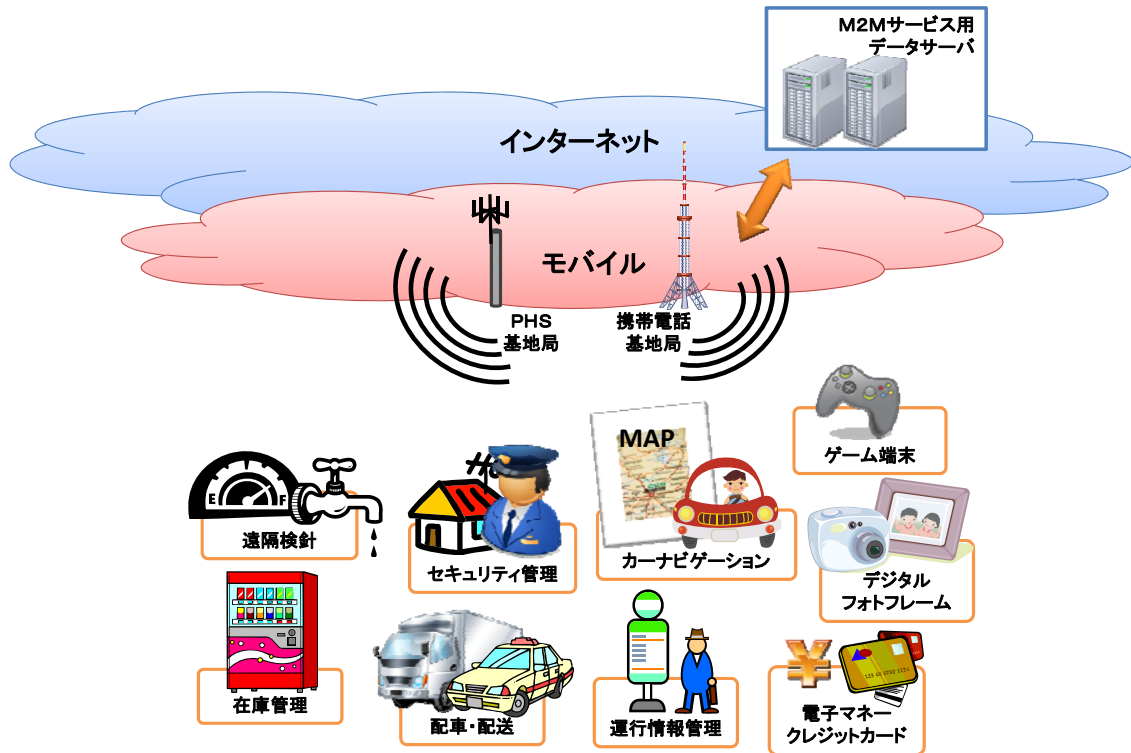 M2Mサービス用
データサーバ
インターネット
モバイル
PHS
基地局
携帯電話
基地局
MAP
ゲーム端末
E
F
遠隔検針
セキュリティ管理
カーナビゲーション
デジタル
フォトフレーム
在庫管理
配車・配送
運行情報管理
¥
電子マネー
クレジットカード